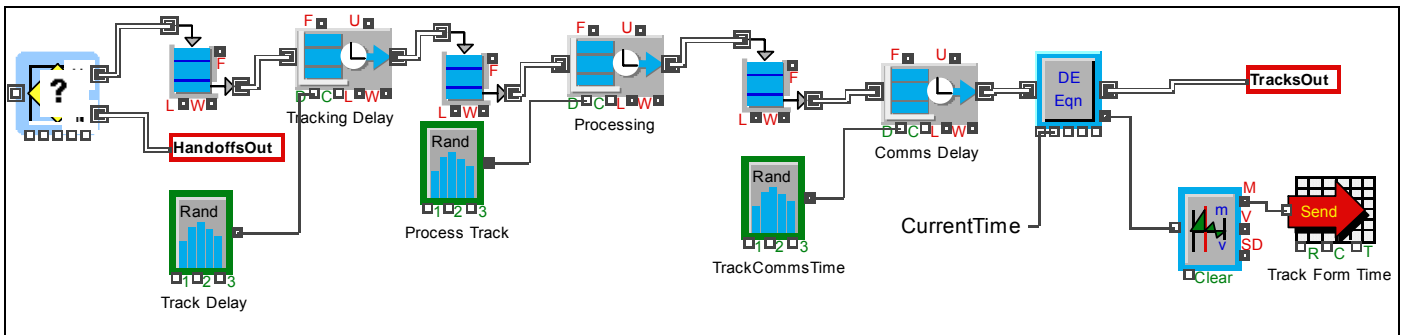 F U
F U
F
F
F U
F
?
DE
Eqn
TracksOut
L W
D C L W
Tracking Delay
L W
D C L W
Processing
L W
D C L W
Comms Delay
HandoffsOut
Rand
1 2 3
Process Track
Rand
1 2 3
TrackCommsTime
Rand
1 2 3
Track Delay
CurrentTime
m
v
M
V
SD
Clear
Send
R C T
Track Form Time